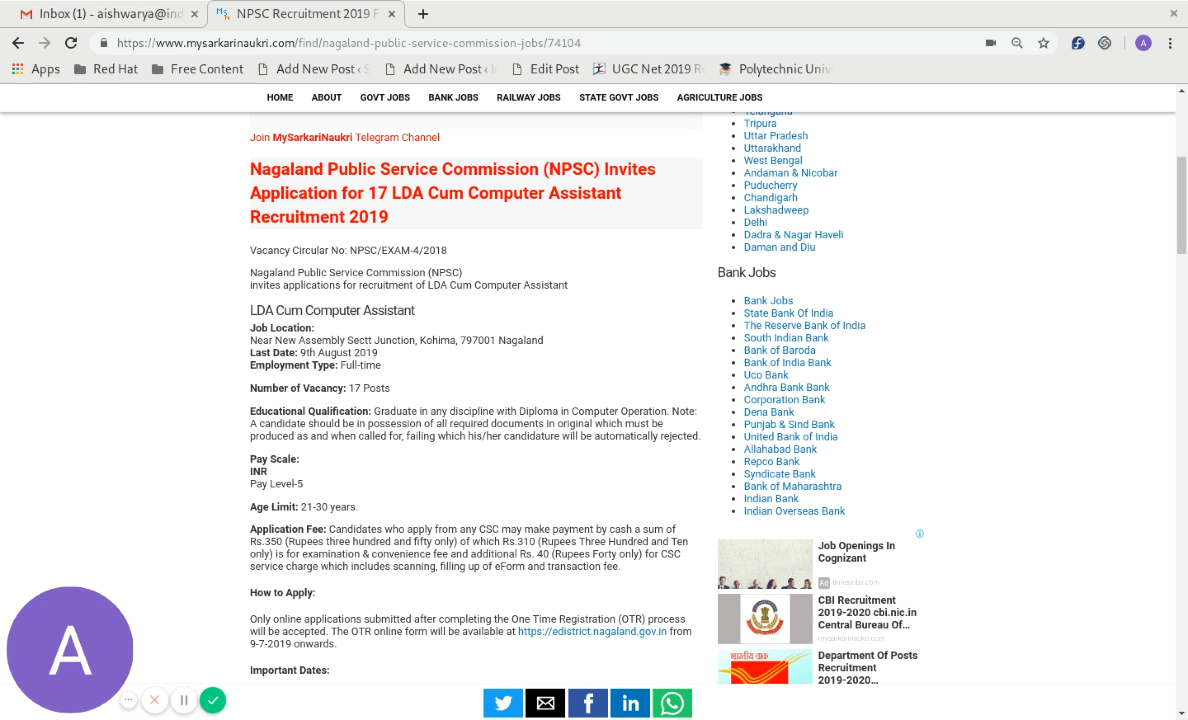 Inbox (1) - aishwarya@ind
NPSC Recruitment 2019 F
https://www.mysarkarinaukri.com/find/nagaland-public-service-commission-jobs/74104
A
Apps
Red Hat
Free Content
Add New Post ‹ S
Add New Post ‹ I
Edit Post
UGC Net 2019 Re
Polytechnic Univ
HOME
ABOUT
GOVT JOBS
BANK JOBS
RAILWAY JOBS
STATE GOVT JOBS
AGRICULTURE JOBS
Join MySarkariNaukri Telegram Channel
Nagaland Public Service Commission (NPSC) Invites
Application for 17 LDA Cum Computer Assistant
Recruitment 2019
Vacancy Circular No: NPSC/EXAM-4/2018
Nagaland Public Service Commission (NPSC)
invites applications for recruitment of LDA Cum Computer Assistant
LDA Cum Computer Assistant
Job Location:
Near New Assembly Sectt Junction, Kohima, 797001 Nagaland
Last Date: 9th August 2019
Employment Type: Full-time
Number of Vacancy: 17 Posts
Educational Qualification: Graduate in any discipline with Diploma in Computer Operation. Note:
A candidate should be in possession of all required documents in original which must be
produced as and when called for, failing which his/her candidature will be automatically rejected.
Pay Scale:
INR
Pay Level-5
Age Limit: 21-30 years.
Application Fee: Candidates who apply from any CSC may make payment by cash a sum of
Rs.350 (Rupees three hundred and fifty only) of which Rs.310 (Rupees Three Hundred and Ten
only) is for examination & convenience fee and additional Rs. 40 (Rupees Forty only) for CSC
service charge which includes scanning, filling up of eForm and transaction fee.
How to Apply:
Only online applications submitted after completing the One Time Registration (OTR) process
will be accepted. The OTR online form will be available at https://edistrict.nagaland.gov.in from
9-7-2019 onwards.
Important Dates:
Telangana
Tripura
Uttar Pradesh
Uttarakhand
West Bengal
Andaman & Nicobar
Puducherry
Chandigarh
Lakshadweep
Delhi
Dadra & Nagar Haveli
Daman and Diu
Bank Jobs
Bank Jobs
State Bank Of India
The Reserve Bank of India
South Indian Bank
Bank of Baroda
Bank of India Bank
Uco Bank
Andhra Bank Bank
Corporation Bank
Dena Bank
Punjab & Sind Bank
United Bank of India
Allahabad Bank
Repco Bank
Syndicate Bank
Bank of Maharashtra
Indian Bank
Indian Overseas Bank
Job Openings In
Cognizant
Ad timesjobs.com
CBI Recruitment
2019-2020 cbi.nic.in
Central Bureau Of...
mysarkarinaukri.com
भारतीय डाक
Department Of Posts
Recruitment
2019-2020...
A